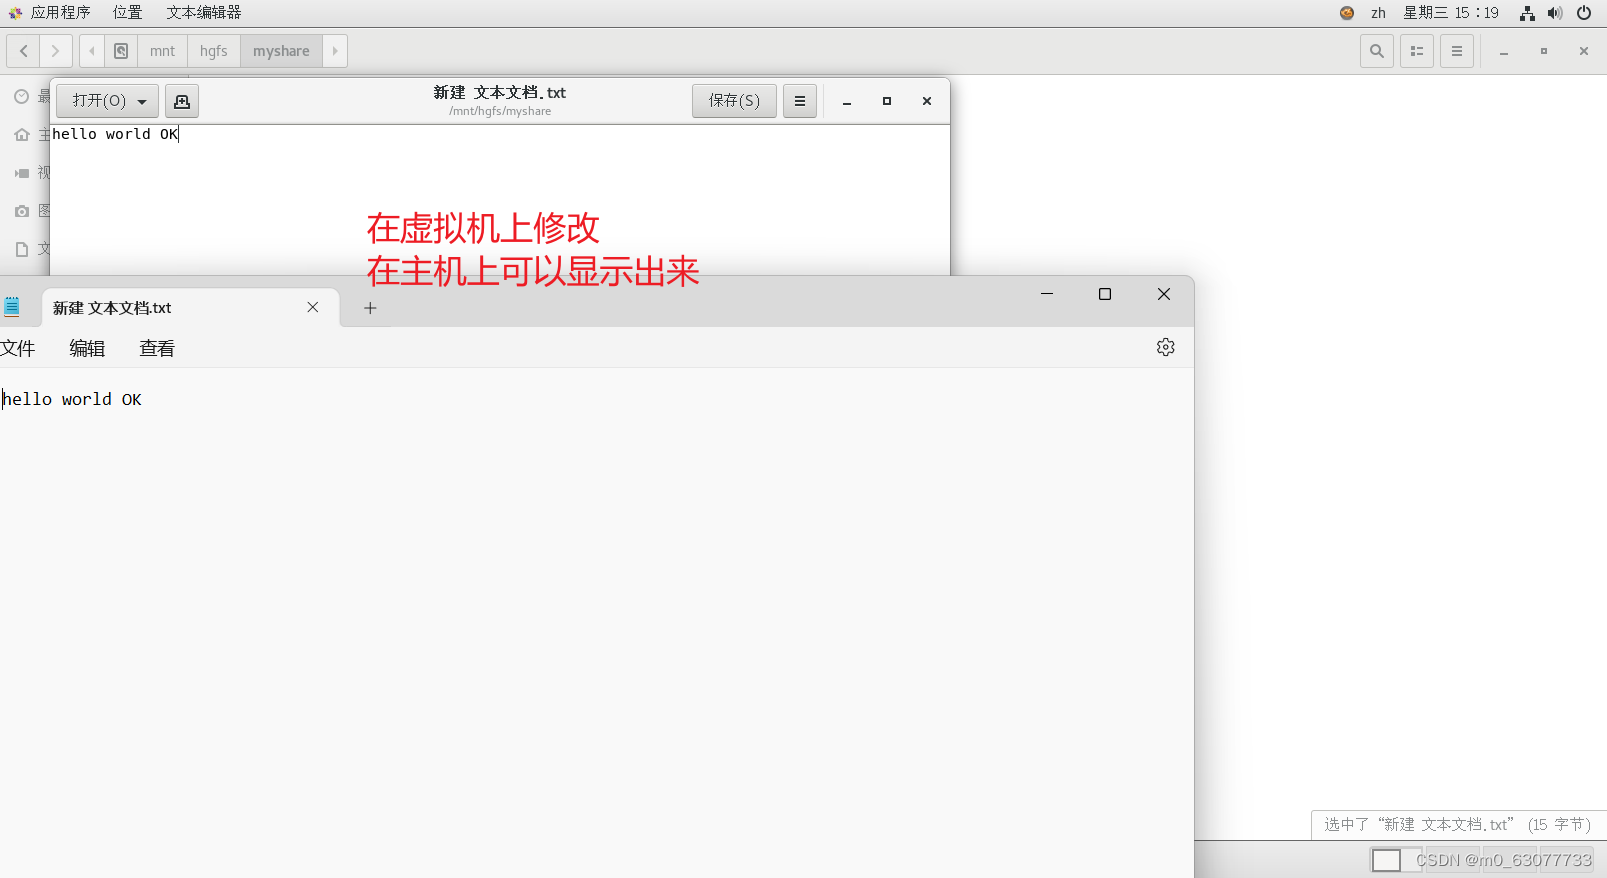 应用程序 位置 文本编辑器 zh 星期三 15：19
mnt hgfs myshare
打开(O) 新建 文本文档.txt 保存(S)
/mnt/hgfs/myshare
hello world OK
最
主
视
图
文
在虚拟机上修改
在主机上可以显示出来
新建 文本文档.txt
文件 编辑 查看
hello world OK
选中了“新建 文本文档.txt” (15 字节)
CSDN @m0_63077733